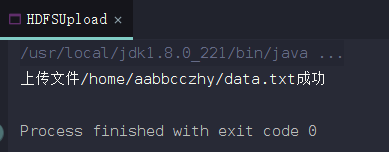 HDFSUpload ×
/usr/local/jdk1.8.0_221/bin/java ...
上传文件/home/aabbcczhy/data.txt成功
Process finished with exit code 0